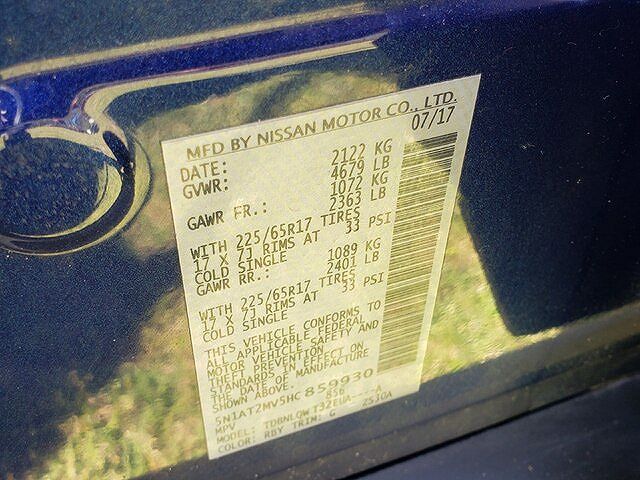 MFD BY NISSAN MOTOR CO., LTD.
DATE: 07/17
GVWR: 2122 KG
4679 LB
GAWR FR.: 1072 KG
2363 LB
WITH 225/65R17 TIRES
17 X 7J RIMS AT 33 PSI
COLD SINGLE
GAWR RR.: 1089 KG
2401 LB
WITH 225/65R17 TIRES
17 X 7J RIMS AT 33 PSI
COLD SINGLE
THIS VEHICLE CONFORMS TO
ALL APPLICABLE FEDERAL
MOTOR VEHICLE SAFETY AND
THEFT PREVENTION
STANDARDS IN EFFECT ON
THE DATE OF MANUFACTURE
SHOWN ABOVE.
5N1AT2MV5HC859930
MPV
MODEL: TDBNLQW
COLOR: RBY TRIM: G 2530A